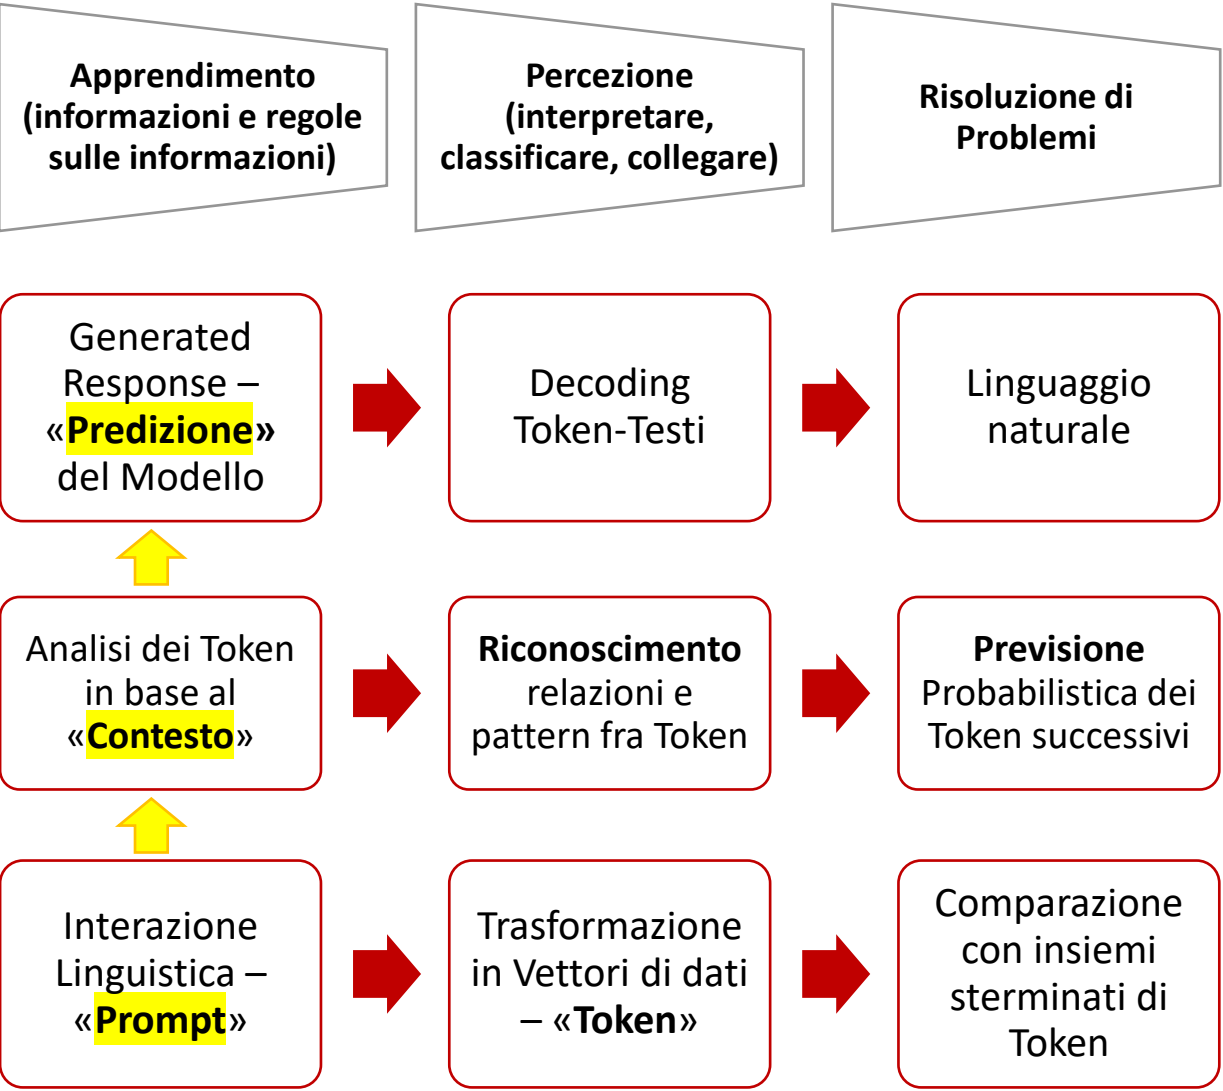 Apprendimento
(informazioni e regole
sulle informazioni)
Percezione
(interpretare,
classificare, collegare)
Risoluzione di
Problemi
Generated
Response –
«Predizione»
del Modello
Decoding
Token-Testi
Linguaggio
naturale
Analisi dei Token
in base al
«Contesto»
Riconoscimento
relazioni e
pattern fra Token
Previsione
Probabilistica dei
Token successivi
Interazione
Linguistica –
«Prompt»
Trasformazione
in Vettori di dati
– «Token»
Comparazione
con insiemi
sterminati di
Token